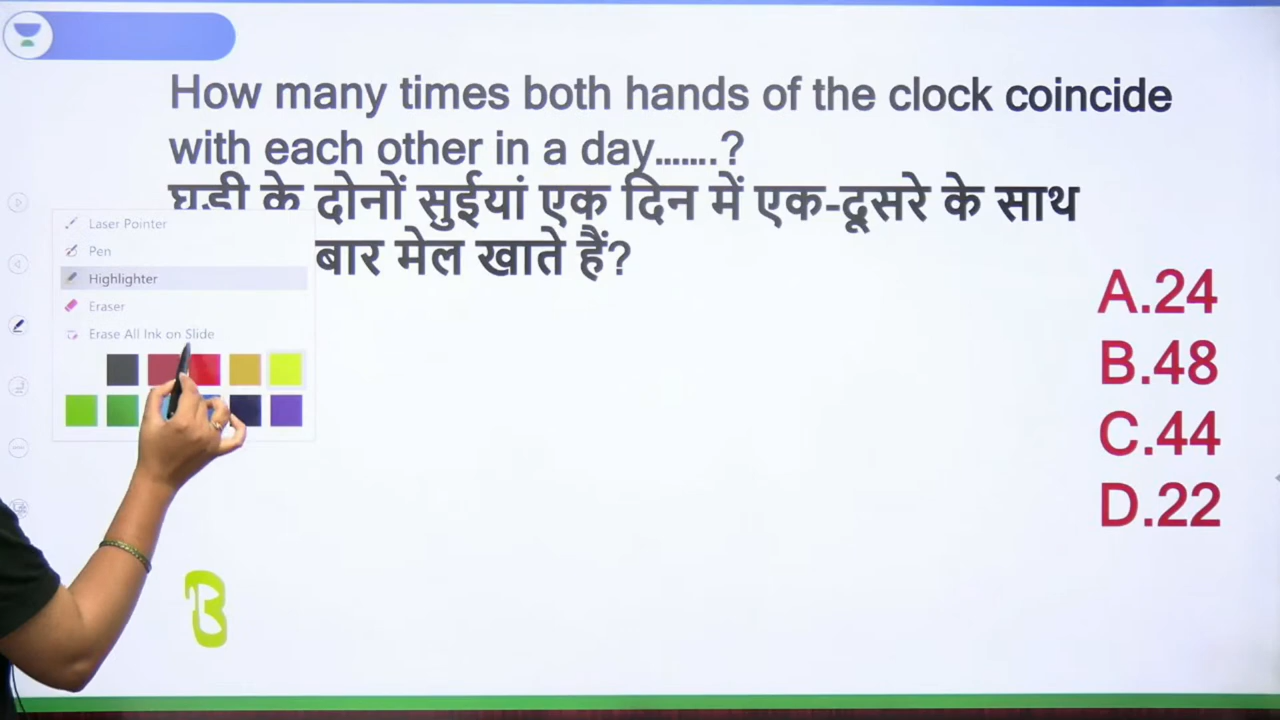 How many times both hands of the clock coincide
with each other in a day.......?
घड़ी के दोनों सुईयां एक दिन में एक-दूसरे के साथ
बार मेल खाते हैं?
Laser Pointer
Pen
Highlighter
Eraser
Erase All Ink on Slide
A.24
B.48
C.44
D.22
B